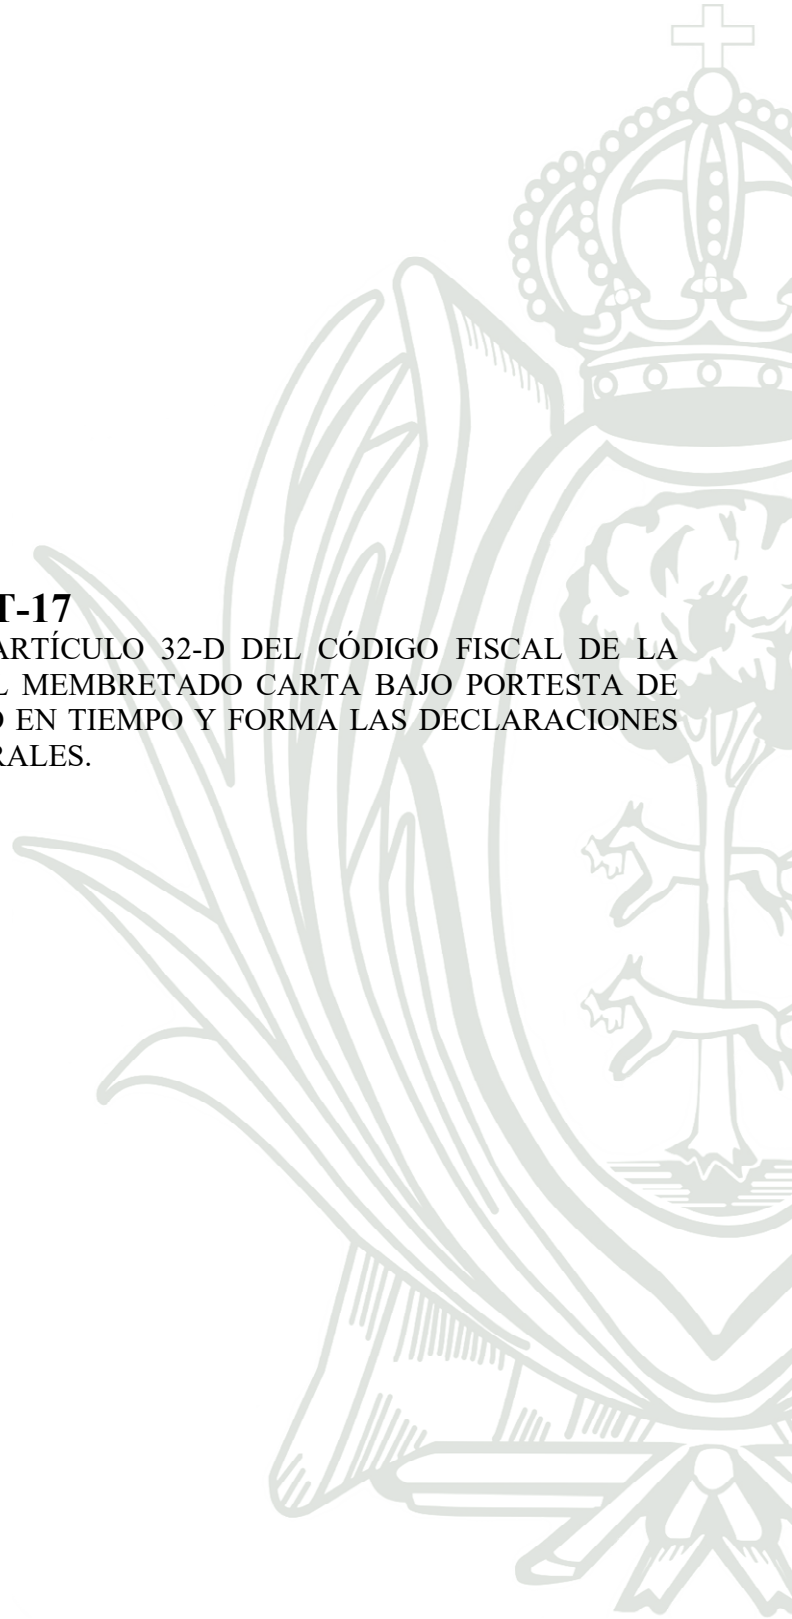 T-17
ARTÍCULO 32-D DEL CÓDIGO FISCAL DE LA
L MEMBRETADO CARTA BAJO PORTESTA DE
O EN TIEMPO Y FORMA LAS DECLARACIONES
RALES.